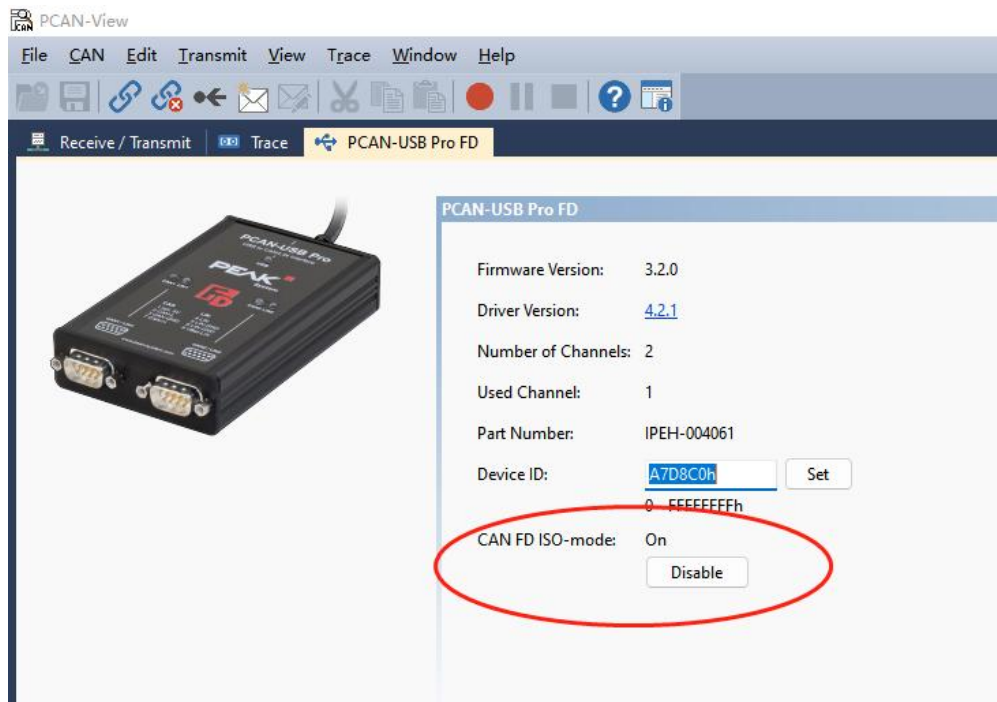 PCAN-View
File CAN Edit Transmit View Trace Window Help
Receive / Transmit Trace PCAN-USB Pro FD
PCAN-USB Pro FD
Firmware Version: 3.2.0
Driver Version: 4.2.1
Number of Channels: 2
Used Channel: 1
Part Number: IPEH-004061
Device ID: A7D8C0h Set
0 - FFFFFFFFh
CAN FD ISO-mode: On
Disable
PCAN-USB Pro
PEAK
System
FD